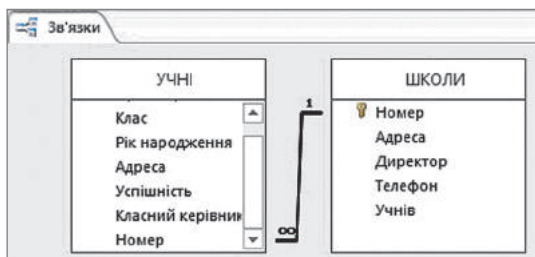 Зв'язки
УЧНІ
Клас
Рік народження
Адреса
Успішність
Класний керівник
Номер
1
∞
ШКОЛИ
Номер
Адреса
Директор
Телефон
Учнів